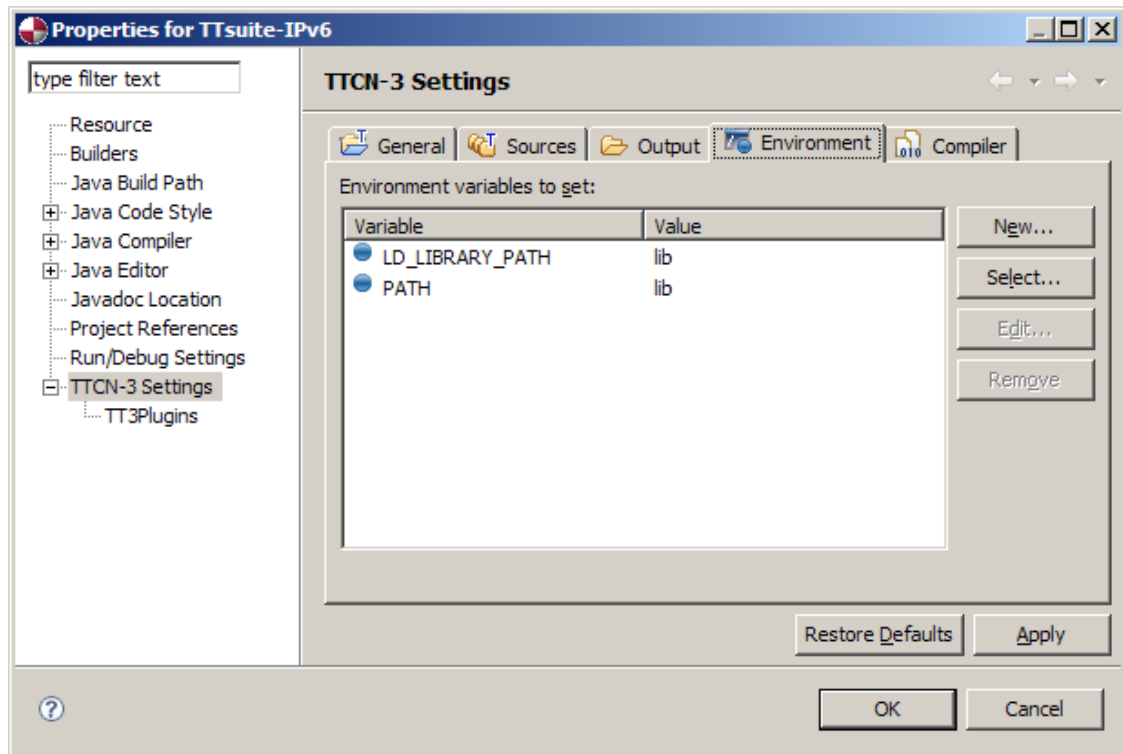 Properties for TTsuite-IPv6
type filter text
Resource
Builders
Java Build Path
Java Code Style
Java Compiler
Java Editor
Javadoc Location
Project References
Run/Debug Settings
TTCN-3 Settings
TT3Plugins
TTCN-3 Settings
General Sources Output Environment Compiler
Environment variables to set:
Variable Value
LD_LIBRARY_PATH lib
PATH lib
New...
Select...
Edit...
Remove
Restore Defaults Apply
OK Cancel